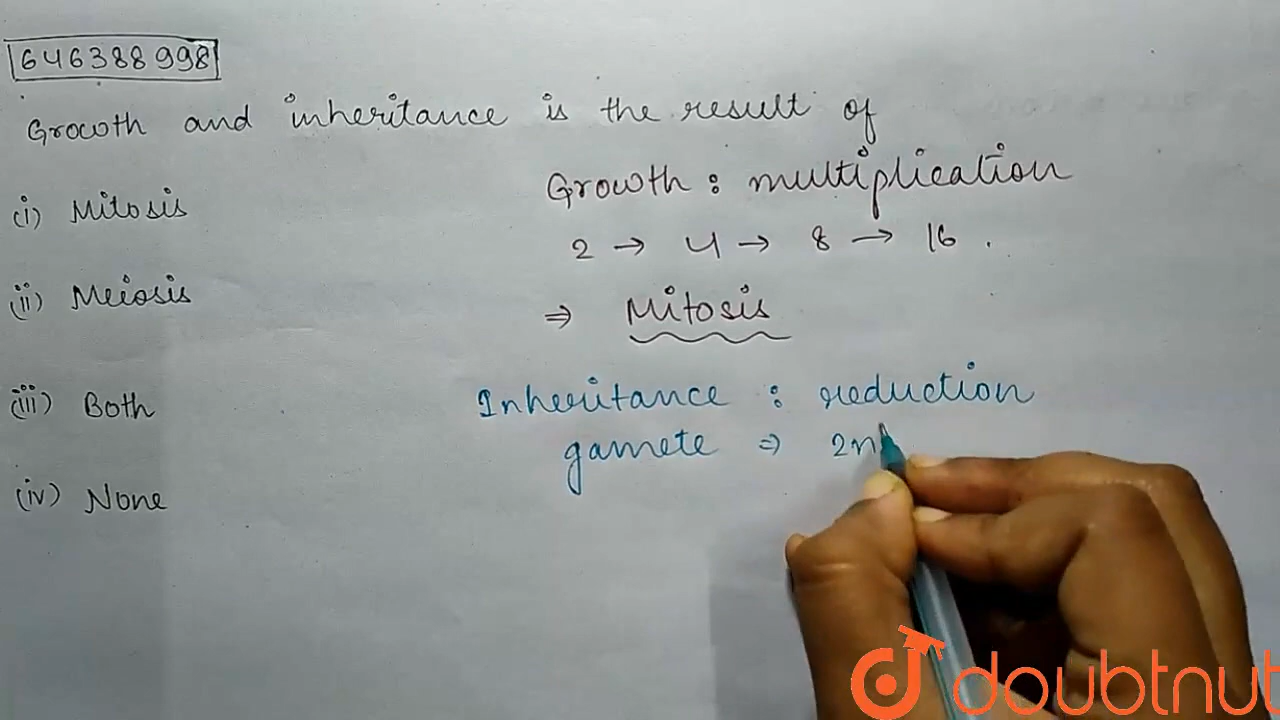 646388998
Growth and inheritance is the result of
(i) Mitosis
(ii) Meiosis
(iii) Both
(iv) None
Growth : multiplication
2 → 4 → 8 → 16 .
⇒ Mitosis
Inheritance : reduction
gamete ⇒ 2n
doubtnut